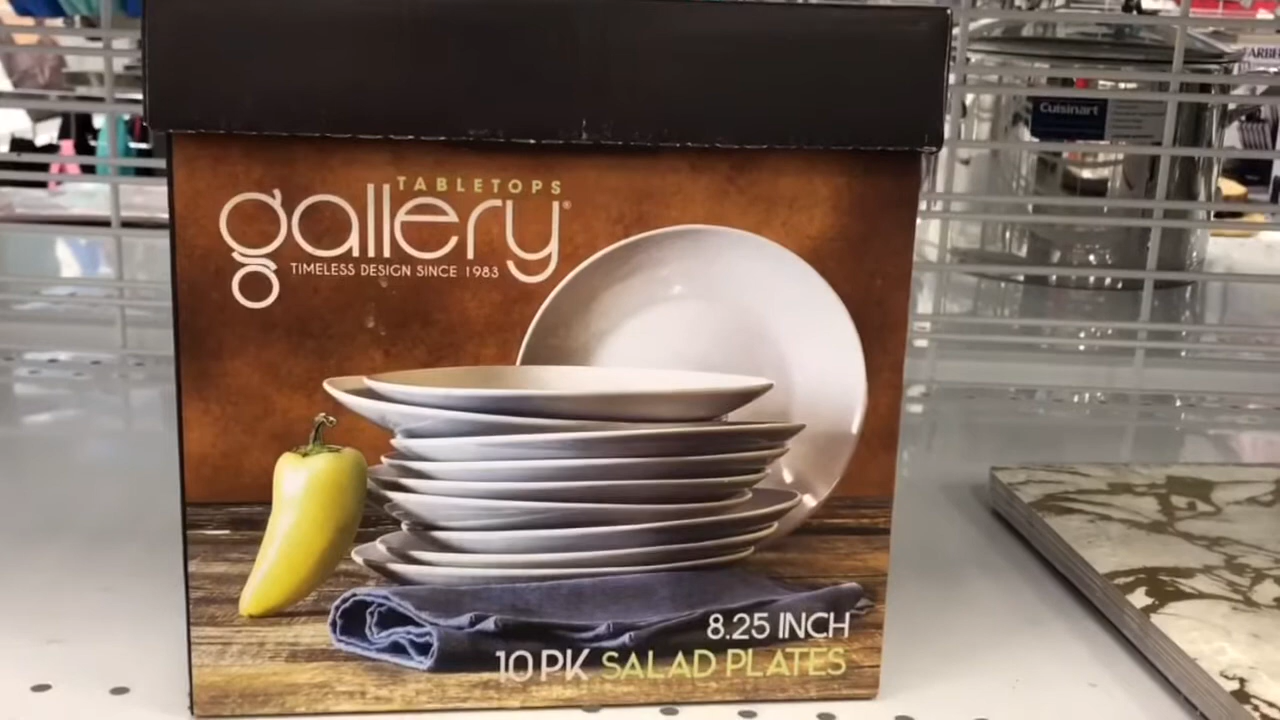 TABLETOPS
gallery®
TIMELESS DESIGN SINCE 1983
8.25 INCH
10 PK SALAD PLATES
Cuisinart